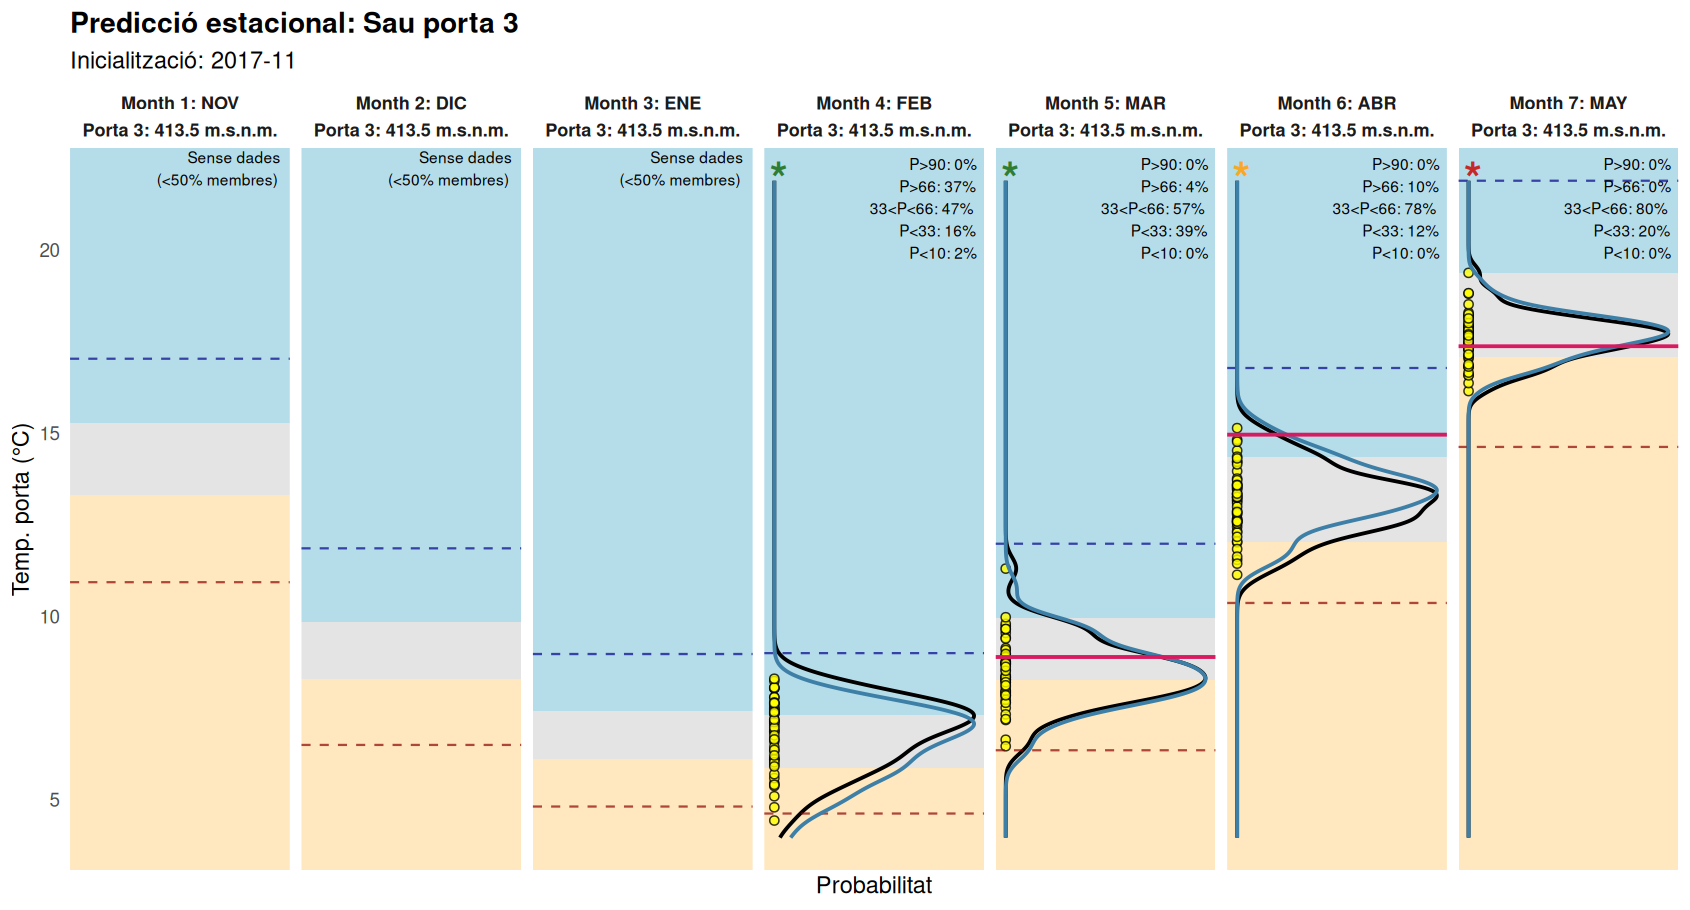 Predicció estacional: Sau porta 3
Inicialització: 2017-11
Month 1: NOV
Porta 3: 413.5 m.s.n.m.
Month 2: DIC
Porta 3: 413.5 m.s.n.m.
Month 3: ENE
Porta 3: 413.5 m.s.n.m.
Month 4: FEB
Porta 3: 413.5 m.s.n.m.
Month 5: MAR
Porta 3: 413.5 m.s.n.m.
Month 6: ABR
Porta 3: 413.5 m.s.n.m.
Month 7: MAY
Porta 3: 413.5 m.s.n.m.
Sense dades
(<50% membres)
Sense dades
(<50% membres)
Sense dades
(<50% membres)
*
P>90: 0%
P>66: 37%
33<P<66: 47%
P<33: 16%
P<10: 2%
*
P>90: 0%
P>66: 4%
33<P<66: 57%
P<33: 39%
P<10: 0%
*
P>90: 0%
P>66: 10%
33<P<66: 78%
P<33: 12%
P<10: 0%
*
P>90: 0%
P>66: 0%
33<P<66: 80%
P<33: 20%
P<10: 0%
Temp. porta (°C)
20
15
10
5
Probabilitat